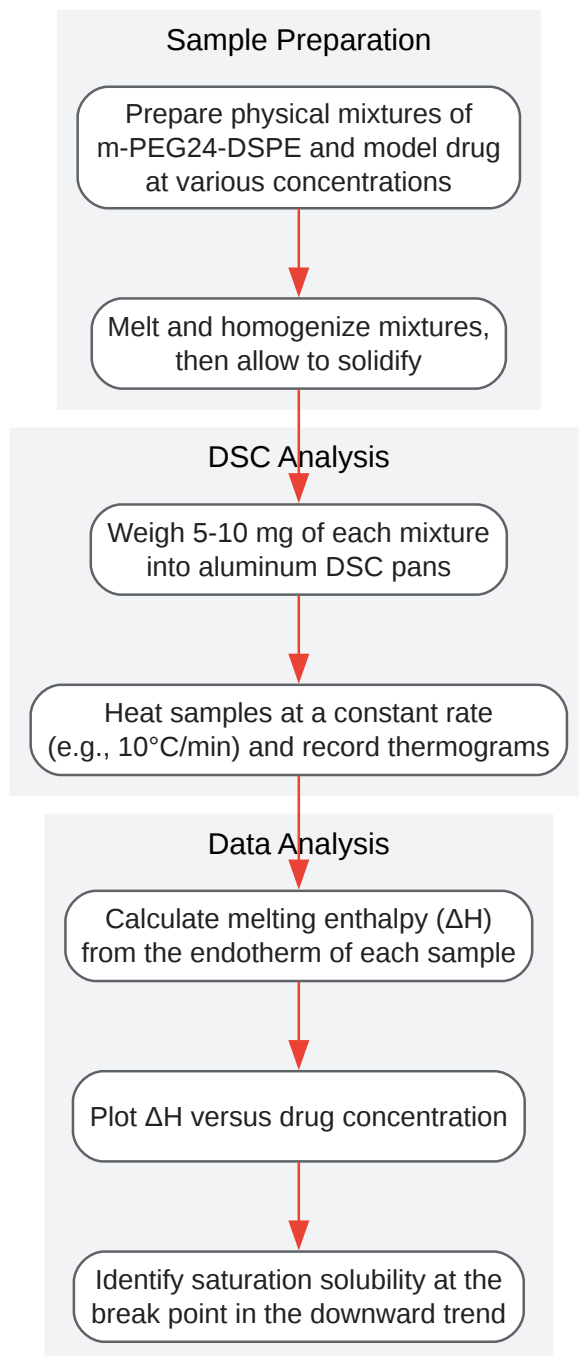 Sample Preparation
Prepare physical mixtures of
m-PEG24-DSPE and model drug
at various concentrations
Melt and homogenize mixtures,
then allow to solidify
DSC Analysis
Weigh 5-10 mg of each mixture
into aluminum DSC pans
Heat samples at a constant rate
(e.g., 10°C/min) and record thermograms
Data Analysis
Calculate melting enthalpy (ΔH)
from the endotherm of each sample
Plot ΔH versus drug concentration
Identify saturation solubility at the
break point in the downward trend